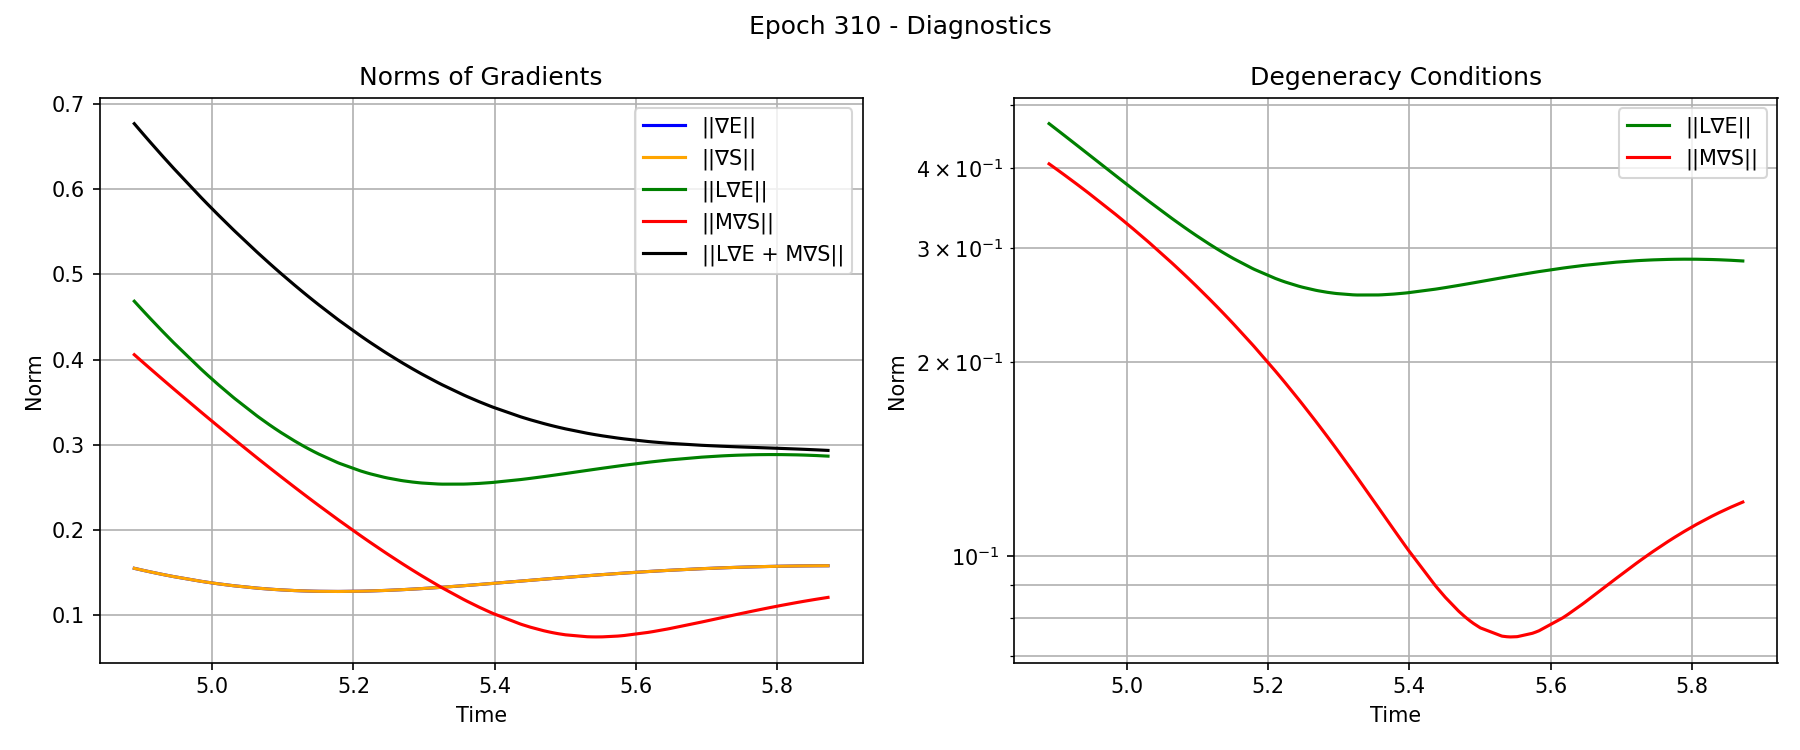 Epoch 310 - Diagnostics
Norms of Gradients
0.7
0.6
0.5
0.4
0.3
0.2
0.1
Norm
5.0 5.2 5.4 5.6 5.8
Time
||∇E||
||∇S||
||L∇E||
||M∇S||
||L∇E + M∇S||
Degeneracy Conditions
4 × 10⁻¹
3 × 10⁻¹
2 × 10⁻¹
10⁻¹
Norm
5.0 5.2 5.4 5.6 5.8
Time
||L∇E||
||M∇S||